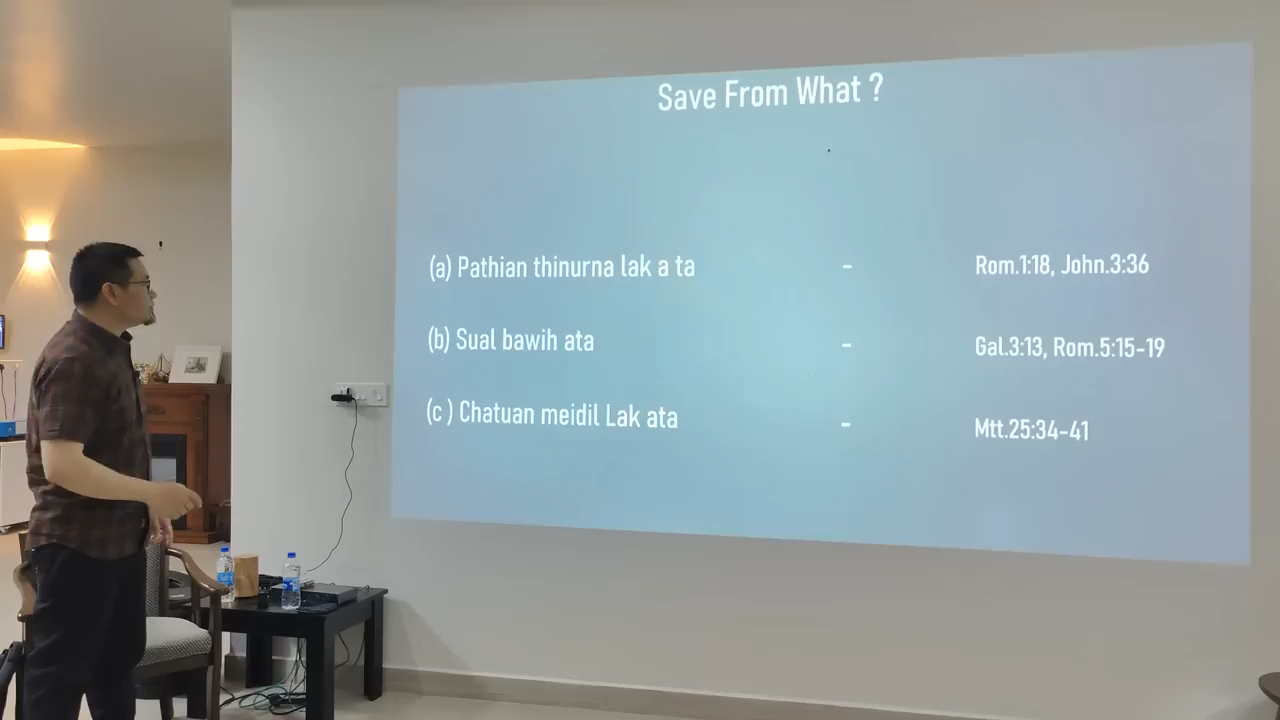 Save From What ?
(a) Pathian thinurna lak a ta - Rom.1:18, John.3:36
(b) Sual bawih ata - Gal.3:13, Rom.5:15-19
(c ) Chatuan meidil Lak ata - Mtt.25:34-41